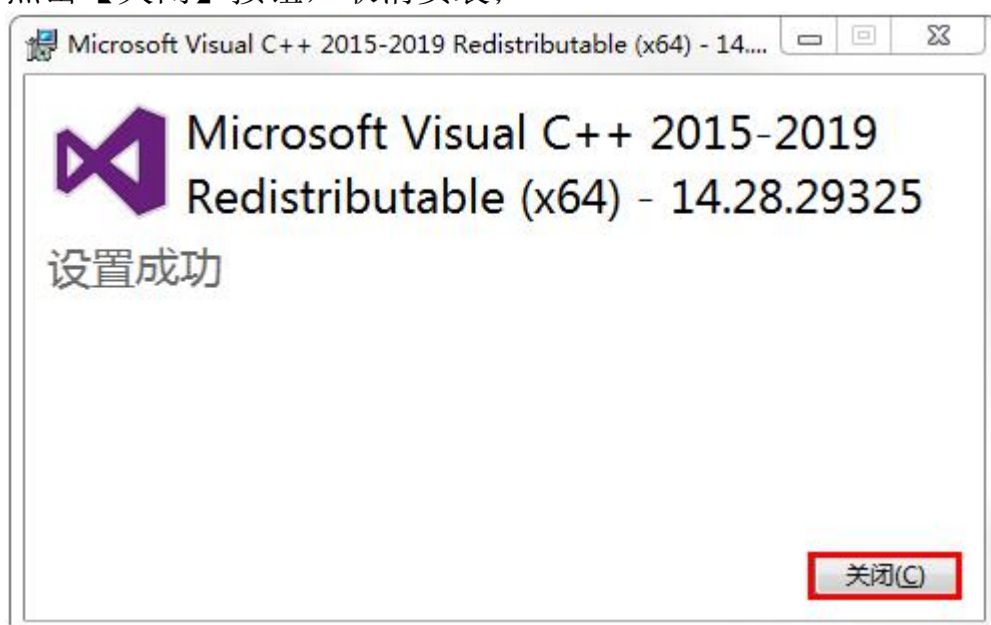 Microsoft Visual C++ 2015-2019 Redistributable (x64) - 14....
Microsoft Visual C++ 2015-2019
Redistributable (x64) - 14.28.29325
设置成功
关闭(C)